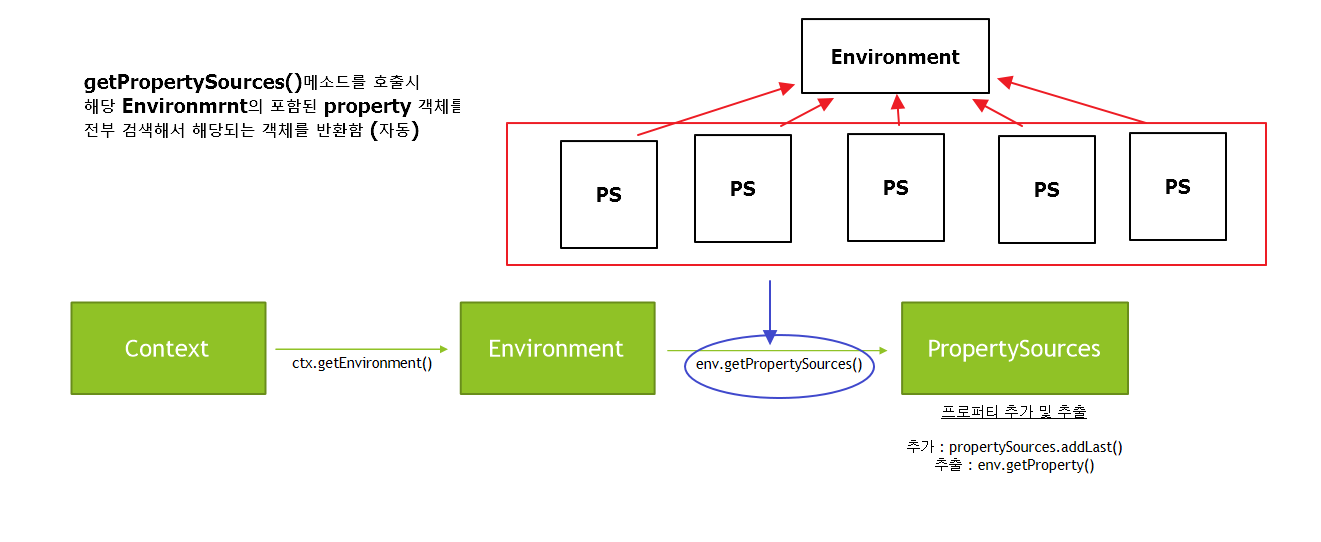 getPropertySources()메소드를 호출시
해당 Environmrnt의 포함된 property 객체를
전부 검색해서 해당되는 객체를 반환함 (자동)
Environment
PS
PS
PS
PS
PS
Context
ctx.getEnvironment()
Environment
env.getPropertySources()
PropertySources
프로퍼티 추가 및 추출
추가 : propertySources.addLast()
추출 : env.getProperty()